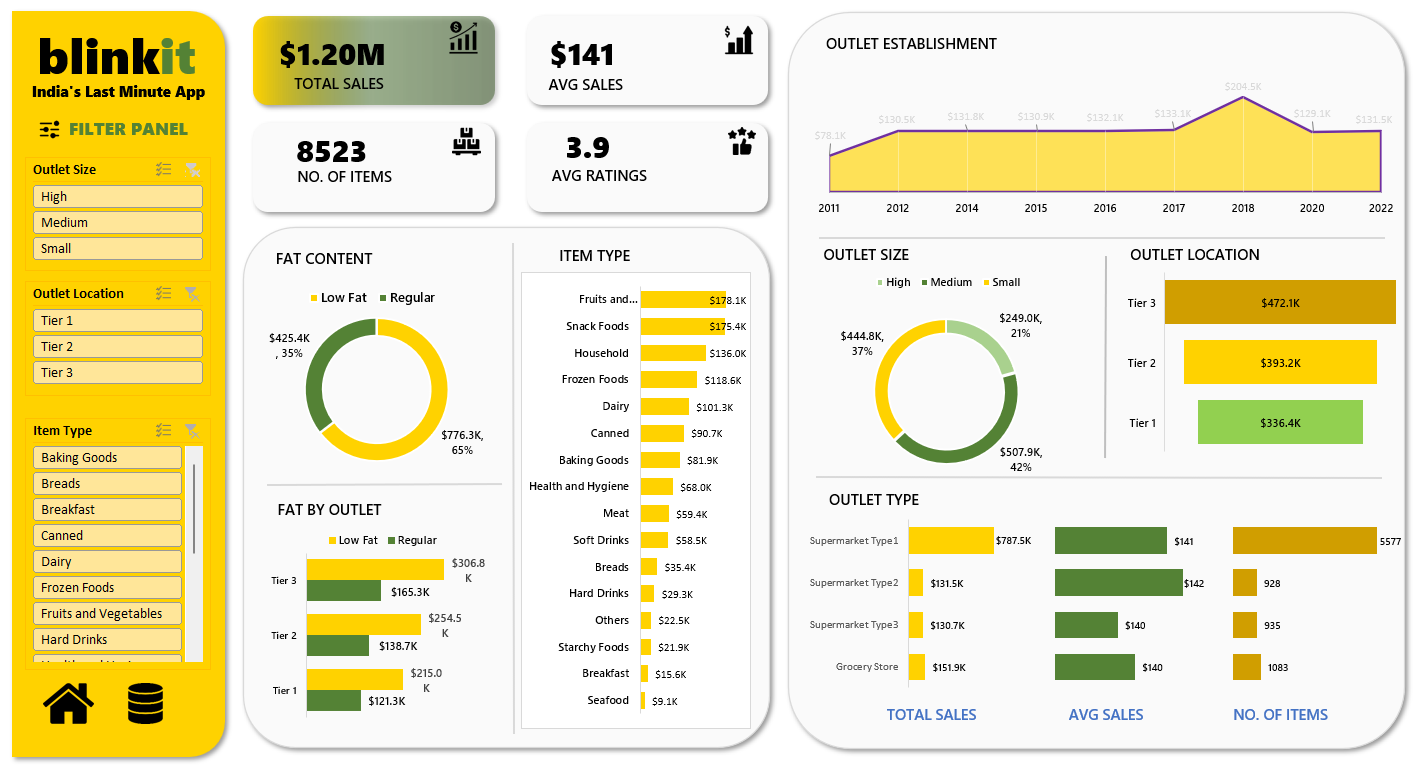 blinkit
India's Last Minute App
FILTER PANEL
Outlet Size
High
Medium
Small
Outlet Location
Tier 1
Tier 2
Tier 3
Item Type
Baking Goods
Breads
Breakfast
Canned
Dairy
Frozen Foods
Fruits and Vegetables
Hard Drinks
$1.20M
TOTAL SALES
$141
AVG SALES
8523
NO. OF ITEMS
3.9
AVG RATINGS
FAT CONTENT
Low Fat Regular
$425.4K
, 35%
$776.3K,
65%
FAT BY OUTLET
Low Fat Regular
Tier 3
$306.8
K
$165.3K
Tier 2
$254.5
K
$138.7K
Tier 1
$215.0
K
$121.3K
ITEM TYPE
Fruits and... $178.1K
Snack Foods $175.4K
Household $136.0K
Frozen Foods $118.6K
Dairy $101.3K
Canned $90.7K
Baking Goods $81.9K
Health and Hygiene $68.0K
Meat $59.4K
Soft Drinks $58.5K
Breads $35.4K
Hard Drinks $29.3K
Others $22.5K
Starchy Foods $21.9K
Breakfast $15.6K
Seafood $9.1K
OUTLET ESTABLISHMENT
$78.1K $130.5K $131.8K $130.9K $132.1K $133.1K $204.5K $129.1K $131.5K
2011 2012 2014 2015 2016 2017 2018 2020 2022
OUTLET SIZE
High Medium Small
$249.0K,
21%
$444.8K,
37%
$507.9K,
42%
OUTLET LOCATION
Tier 3 $472.1K
Tier 2 $393.2K
Tier 1 $336.4K
OUTLET TYPE
Supermarket Type1 $787.5K $141 5577
Supermarket Type2 $131.5K $142 928
Supermarket Type3 $130.7K $140 935
Grocery Store $151.9K $140 1083
TOTAL SALES AVG SALES NO. OF ITEMS